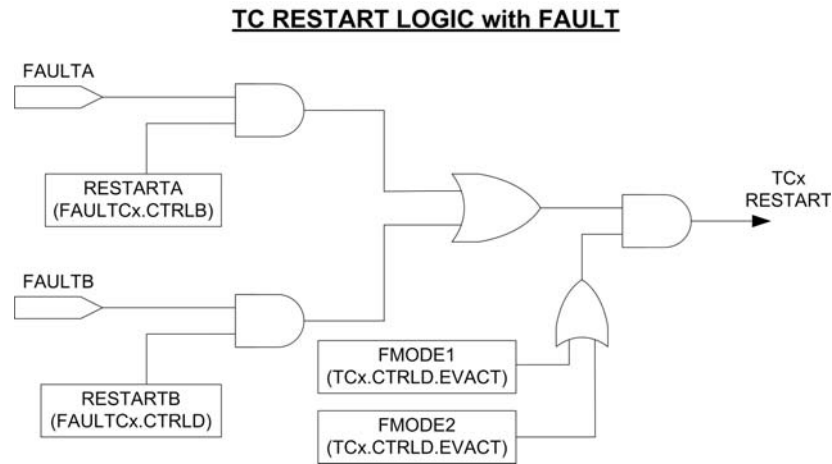 TC RESTART LOGIC with FAULT
FAULTA
RESTARTA
(FAULTCx.CTRLB)
TCx
RESTART
FAULTB
RESTARTB
(FAULTCx.CTRLD)
FMODE1
(TCx.CTRLD.EVACT)
FMODE2
(TCx.CTRLD.EVACT)